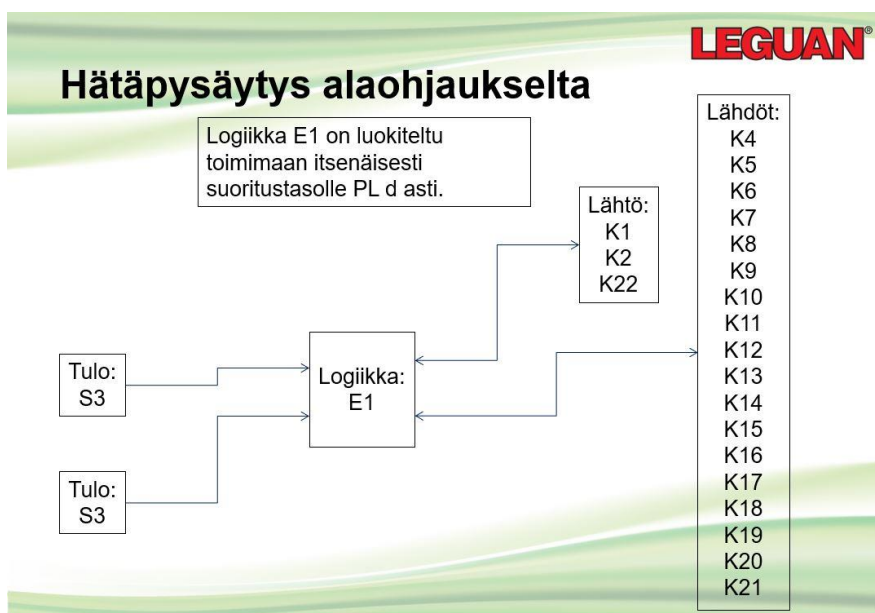 LEGUAN®
Hätäpysäytys alaohjaukselta
Logiikka E1 on luokiteltu
toimimaan itsenäisesti
suoritustasolle PL d asti.
Tulo:
S3
Tulo:
S3
Logiikka:
E1
Lähtö:
K1
K2
K22
Lähdöt:
K4
K5
K6
K7
K8
K9
K10
K11
K12
K13
K14
K15
K16
K17
K18
K19
K20
K21